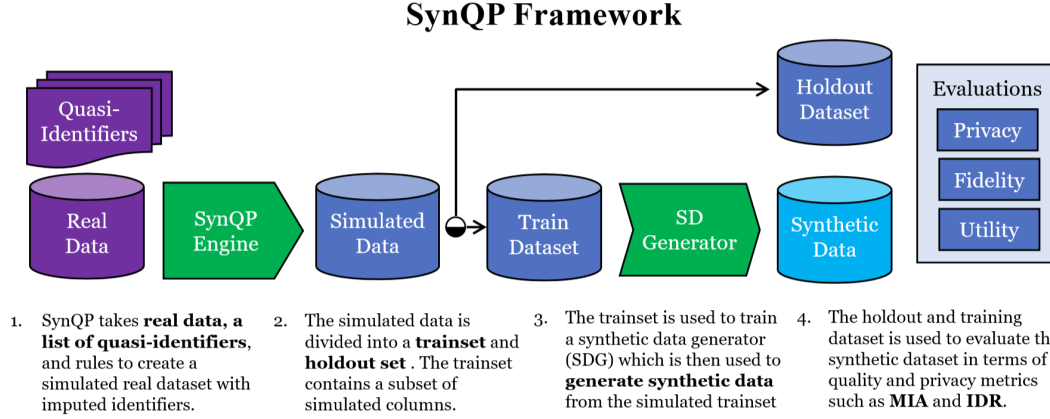 SynQP Framework
Quasi-
Identifiers
Real
Data
SynQP
Engine
Simulated
Data
Train
Dataset
SD
Generator
Holdout
Dataset
Synthetic
Data
Evaluations
Privacy
Fidelity
Utility
1. SynQP takes real data, a
list of quasi-identifiers,
and rules to create a
simulated real dataset with
imputed identifiers.
2. The simulated data is
divided into a trainset and
holdout set . The trainset
contains a subset of
simulated columns.
3. The trainset is used to train
a synthetic data generator
(SDG) which is then used to
generate synthetic data
from the simulated trainset
4. The holdout and training
dataset is used to evaluate th
synthetic dataset in terms of
quality and privacy metrics
such as MIA and IDR.